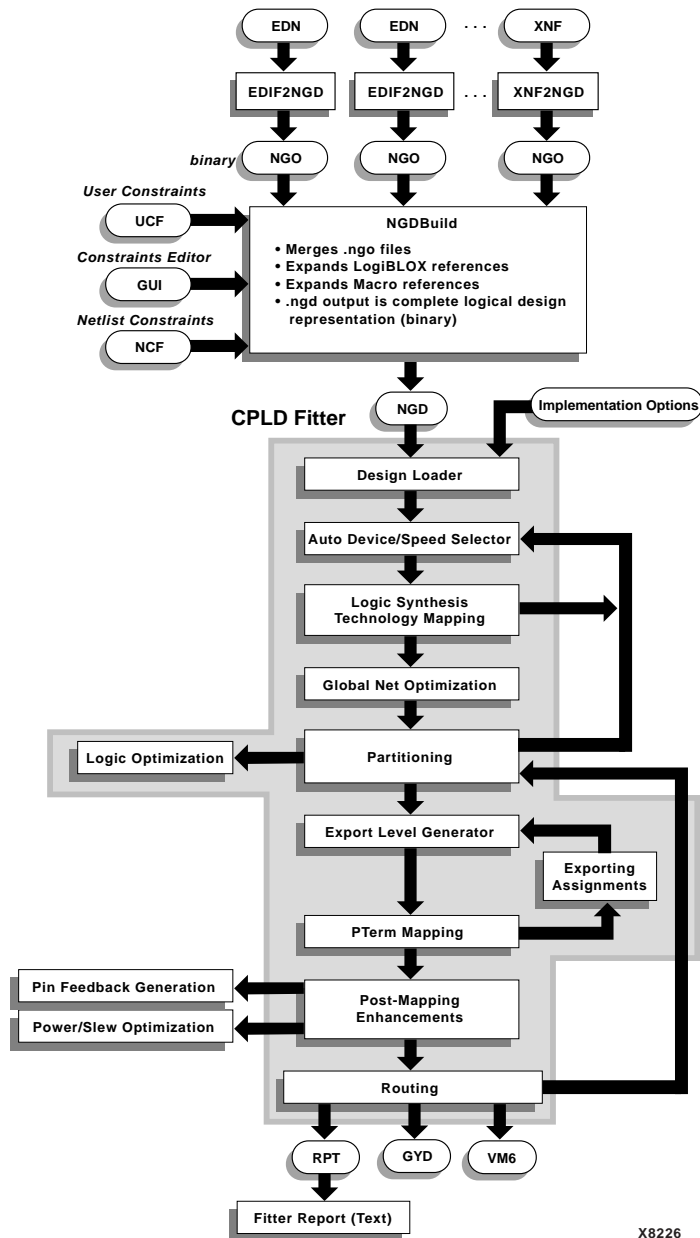 EDN EDN . . . XNF
EDIF2NGD EDIF2NGD . . . XNF2NGD
binary NGO NGO NGO
User Constraints
UCF
Constraints Editor
GUI
Netlist Constraints
NCF
NGDBuild
• Merges .ngo files
• Expands LogiBLOX references
• Expands Macro references
• .ngd output is complete logical design
representation (binary)
NGD
Implementation Options
CPLD Fitter
Design Loader
Auto Device/Speed Selector
Logic Synthesis
Technology Mapping
Global Net Optimization
Logic Optimization
Partitioning
Export Level Generator
Exporting
Assignments
PTerm Mapping
Pin Feedback Generation
Power/Slew Optimization
Post-Mapping
Enhancements
Routing
RPT GYD VM6
Fitter Report (Text)
X8226